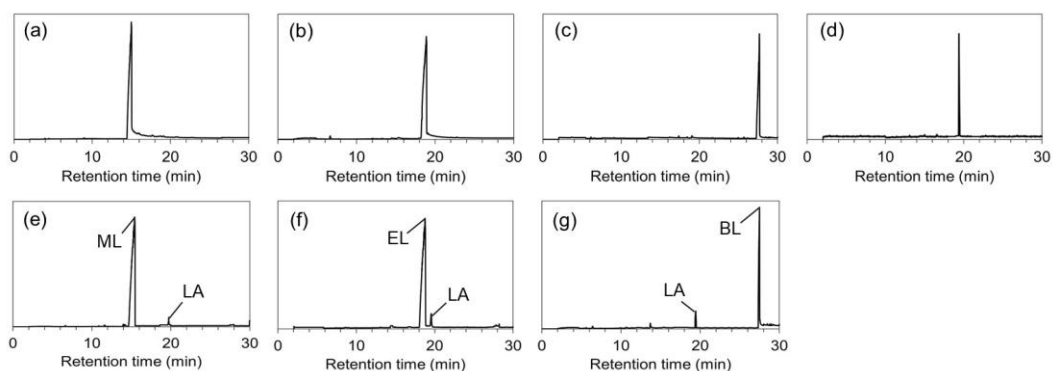 (a) (b) (c) (d)
0 10 20 30 0 10 20 30 0 10 20 30 0 10 20 30
Retention time (min) Retention time (min) Retention time (min) Retention time (min)
(e) ML LA (f) EL LA (g) LA BL
0 10 20 30 0 10 20 30 0 10 20 30
Retention time (min) Retention time (min) Retention time (min)